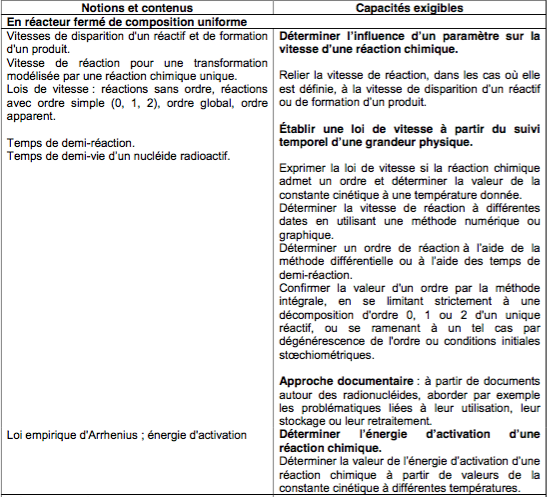 Notions et contenus
Capacités exigibles
En réacteur fermé de composition uniforme
Vitesses de disparition d'un réactif et de formation
d'un produit.
Vitesse de réaction pour une transformation
modélisée par une réaction chimique unique.
Lois de vitesse : réactions sans ordre, réactions
avec ordre simple (0, 1, 2), ordre global, ordre
apparent.
Temps de demi-réaction.
Temps de demi-vie d'un nucléide radioactif.
Loi empirique d'Arrhenius ; énergie d'activation
Déterminer l'influence d'un paramètre sur la
vitesse d'une réaction chimique.
Relier la vitesse de réaction, dans les cas où elle
est définie, à la vitesse de disparition d'un réactif
ou de formation d'un produit.
Établir une loi de vitesse à partir du suivi
temporel d'une grandeur physique.
Exprimer la loi de vitesse si la réaction chimique
admet un ordre et déterminer la valeur de la
constante cinétique à une température donnée.
Déterminer la vitesse de réaction à différentes
dates en utilisant une méthode numérique ou
graphique.
Déterminer un ordre de réaction à l'aide de la
méthode différentielle ou à l'aide des temps de
demi-réaction.
Confirmer la valeur d'un ordre par la méthode
intégrale, en se limitant strictement à une
décomposition d'ordre 0, 1 ou 2 d'un unique
réactif, ou se ramenant à un tel cas par
dégénérescence de l'ordre ou conditions initiales
stœchiométriques.
Approche documentaire : à partir de documents
autour des radionucléides, aborder par exemple
les problématiques liées à leur utilisation, leur
stockage ou leur retraitement.
Déterminer l'énergie d'activation d'une
réaction chimique.
Déterminer la valeur de l'énergie d'activation d'une
réaction chimique à partir de valeurs de la
constante cinétique à différentes températures.